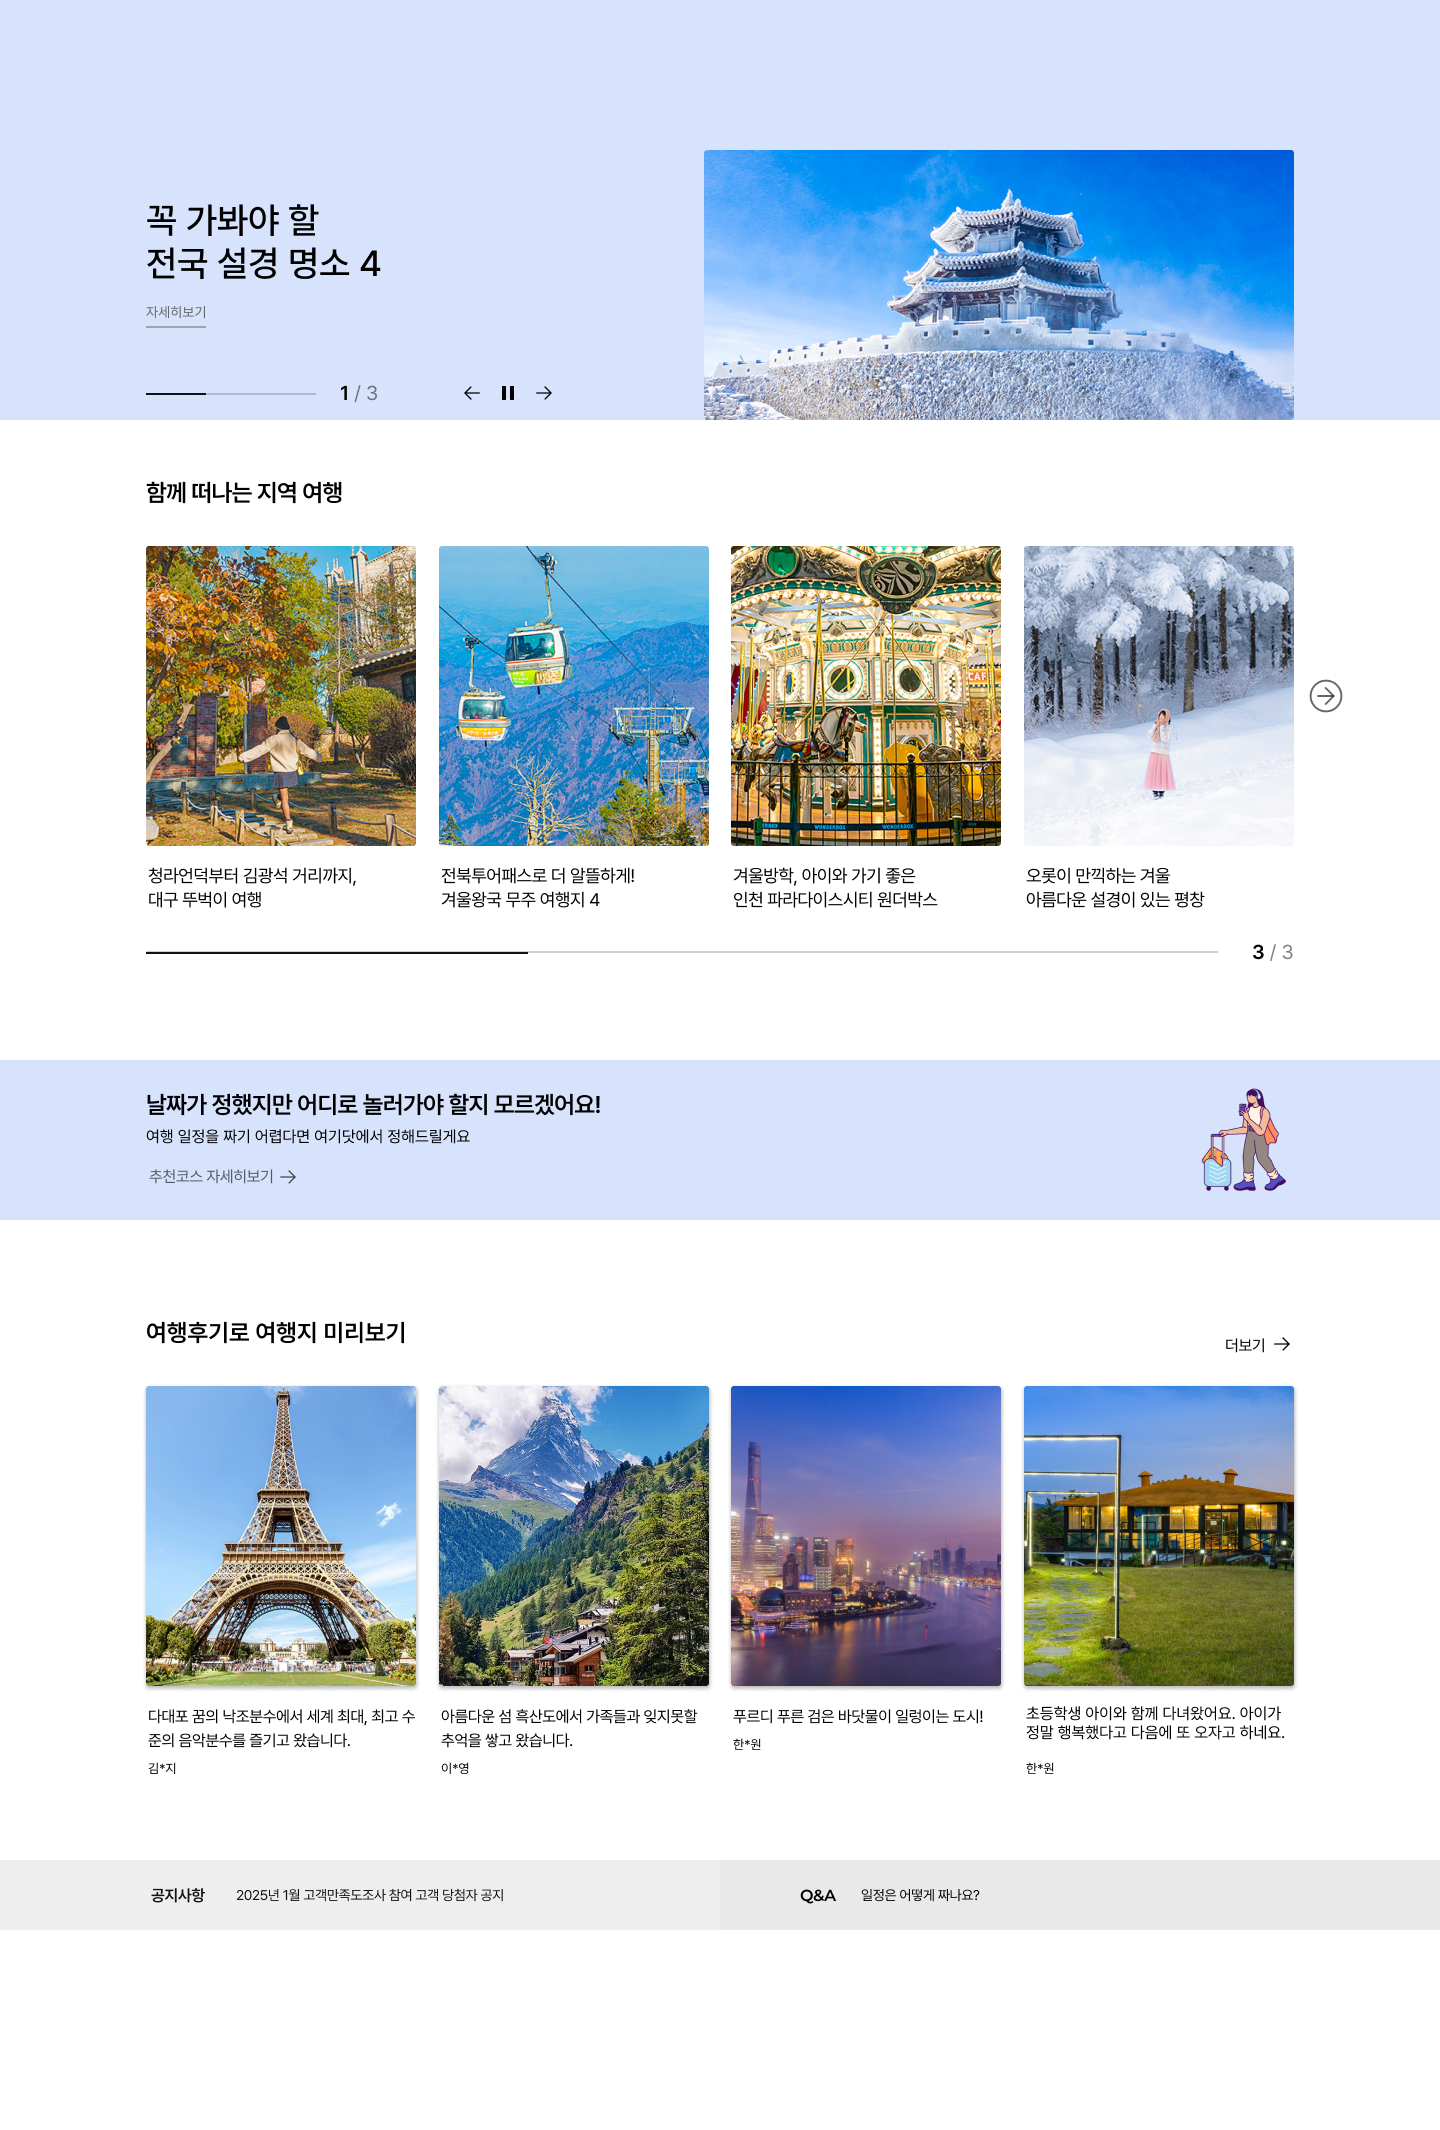 꼭 가봐야 할
전국 설경 명소 4
자세히보기
1 / 3
함께 떠나는 지역 여행
CAF
WONDERBOX
WONDERBOX
청라언덕부터 김광석 거리까지,
대구 뚜벅이 여행
전북투어패스로 더 알뜰하게!
겨울왕국 무주 여행지 4
겨울방학, 아이와 가기 좋은
인천 파라다이스시티 원더박스
오롯이 만끽하는 겨울
아름다운 설경이 있는 평창
3 / 3
날짜가 정했지만 어디로 놀러가야 할지 모르겠어요!
여행 일정을 짜기 어렵다면 여기닷에서 정해드릴게요
추천코스 자세히보기
여행후기로 여행지 미리보기
더보기
다대포 꿈의 낙조분수에서 세계 최대, 최고 수
준의 음악분수를 즐기고 왔습니다.
김*지
아름다운 섬 흑산도에서 가족들과 잊지못할
추억을 쌓고 왔습니다.
이*영
푸르디 푸른 검은 바닷물이 일렁이는 도시!
한*원
초등학생 아이와 함께 다녀왔어요. 아이가
정말 행복했다고 다음에 또 오자고 하네요.
한*원
공지사항
2025년 1월 고객만족도조사 참여 고객 당첨자 공지
Q&A
일정은 어떻게 짜나요?